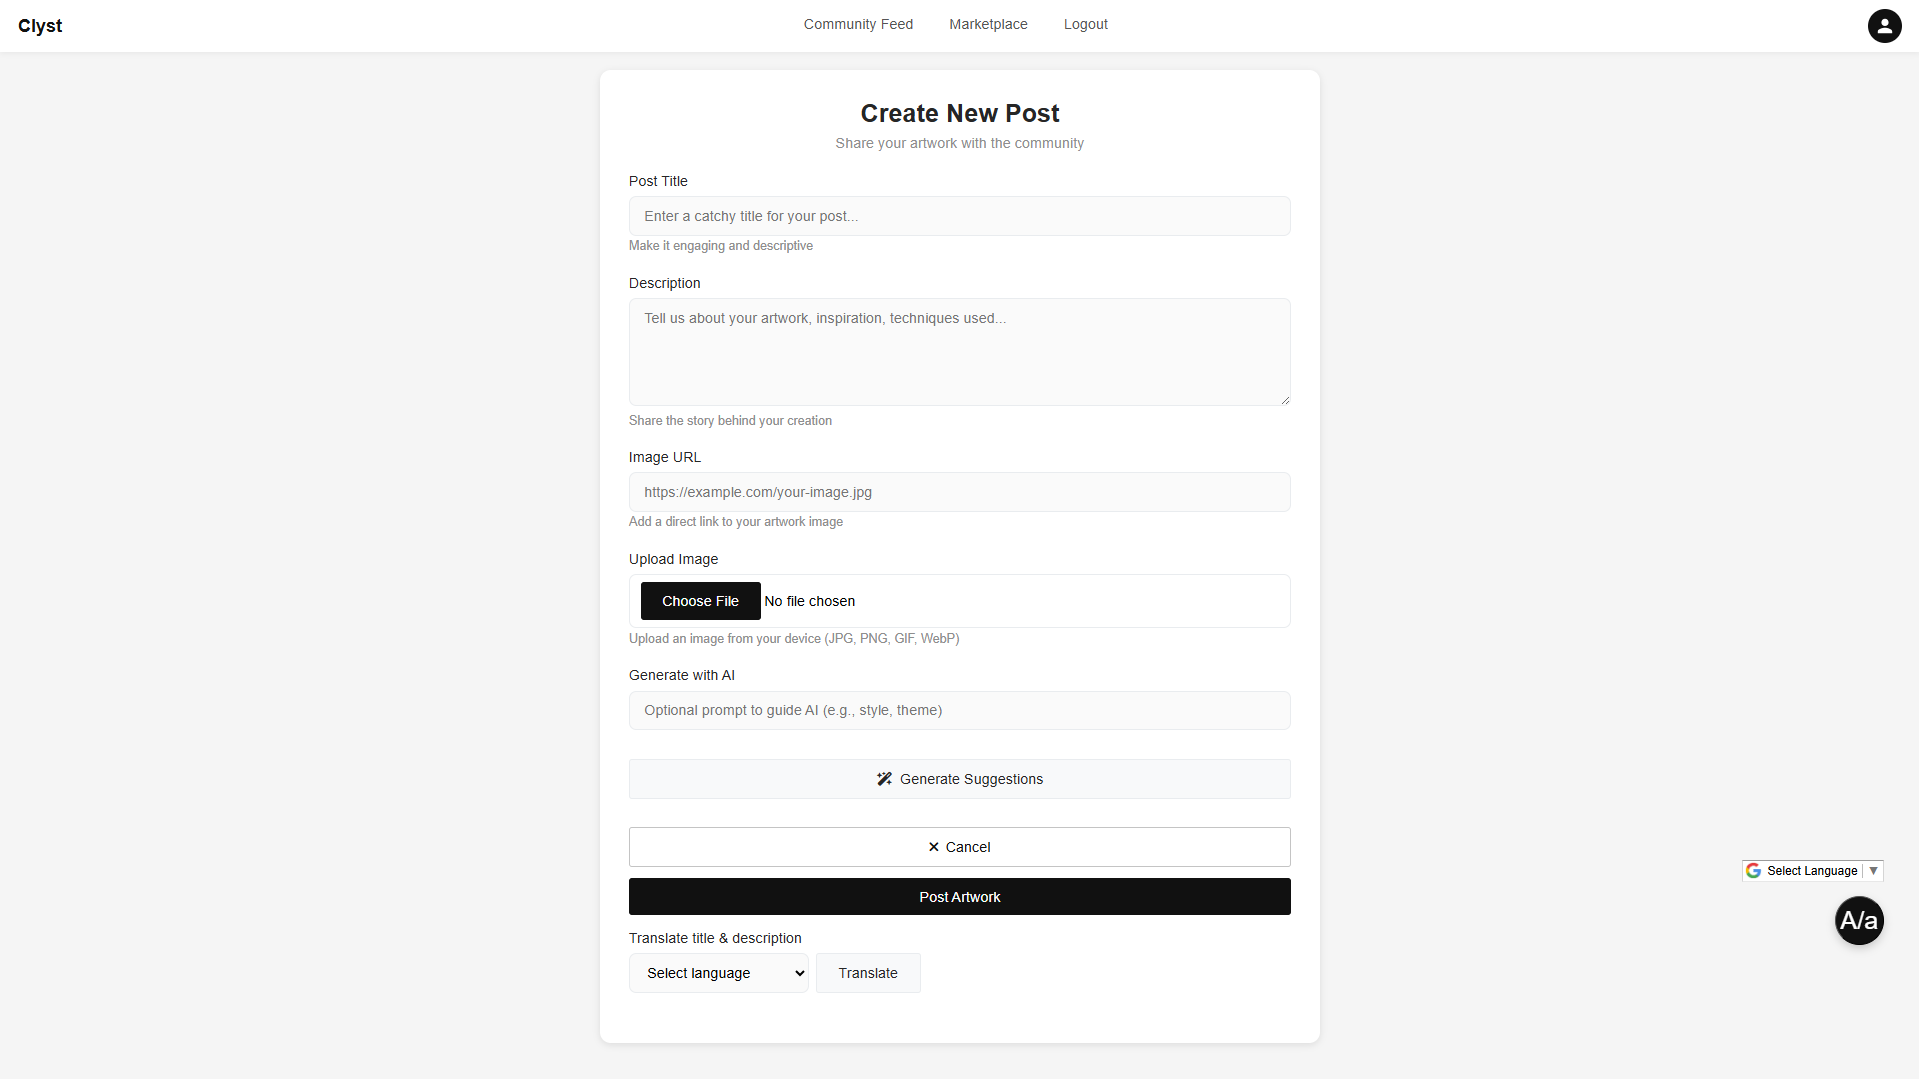 Clyst
Community Feed
Marketplace
Logout
Create New Post
Share your artwork with the community
Post Title
Enter a catchy title for your post...
Make it engaging and descriptive
Description
Tell us about your artwork, inspiration, techniques used...
Share the story behind your creation
Image URL
https://example.com/your-image.jpg
Add a direct link to your artwork image
Upload Image
Choose File No file chosen
Upload an image from your device (JPG, PNG, GIF, WebP)
Generate with AI
Optional prompt to guide AI (e.g., style, theme)
Generate Suggestions
Cancel
Post Artwork
Translate title & description
Select language
Translate
Select Language
A/a